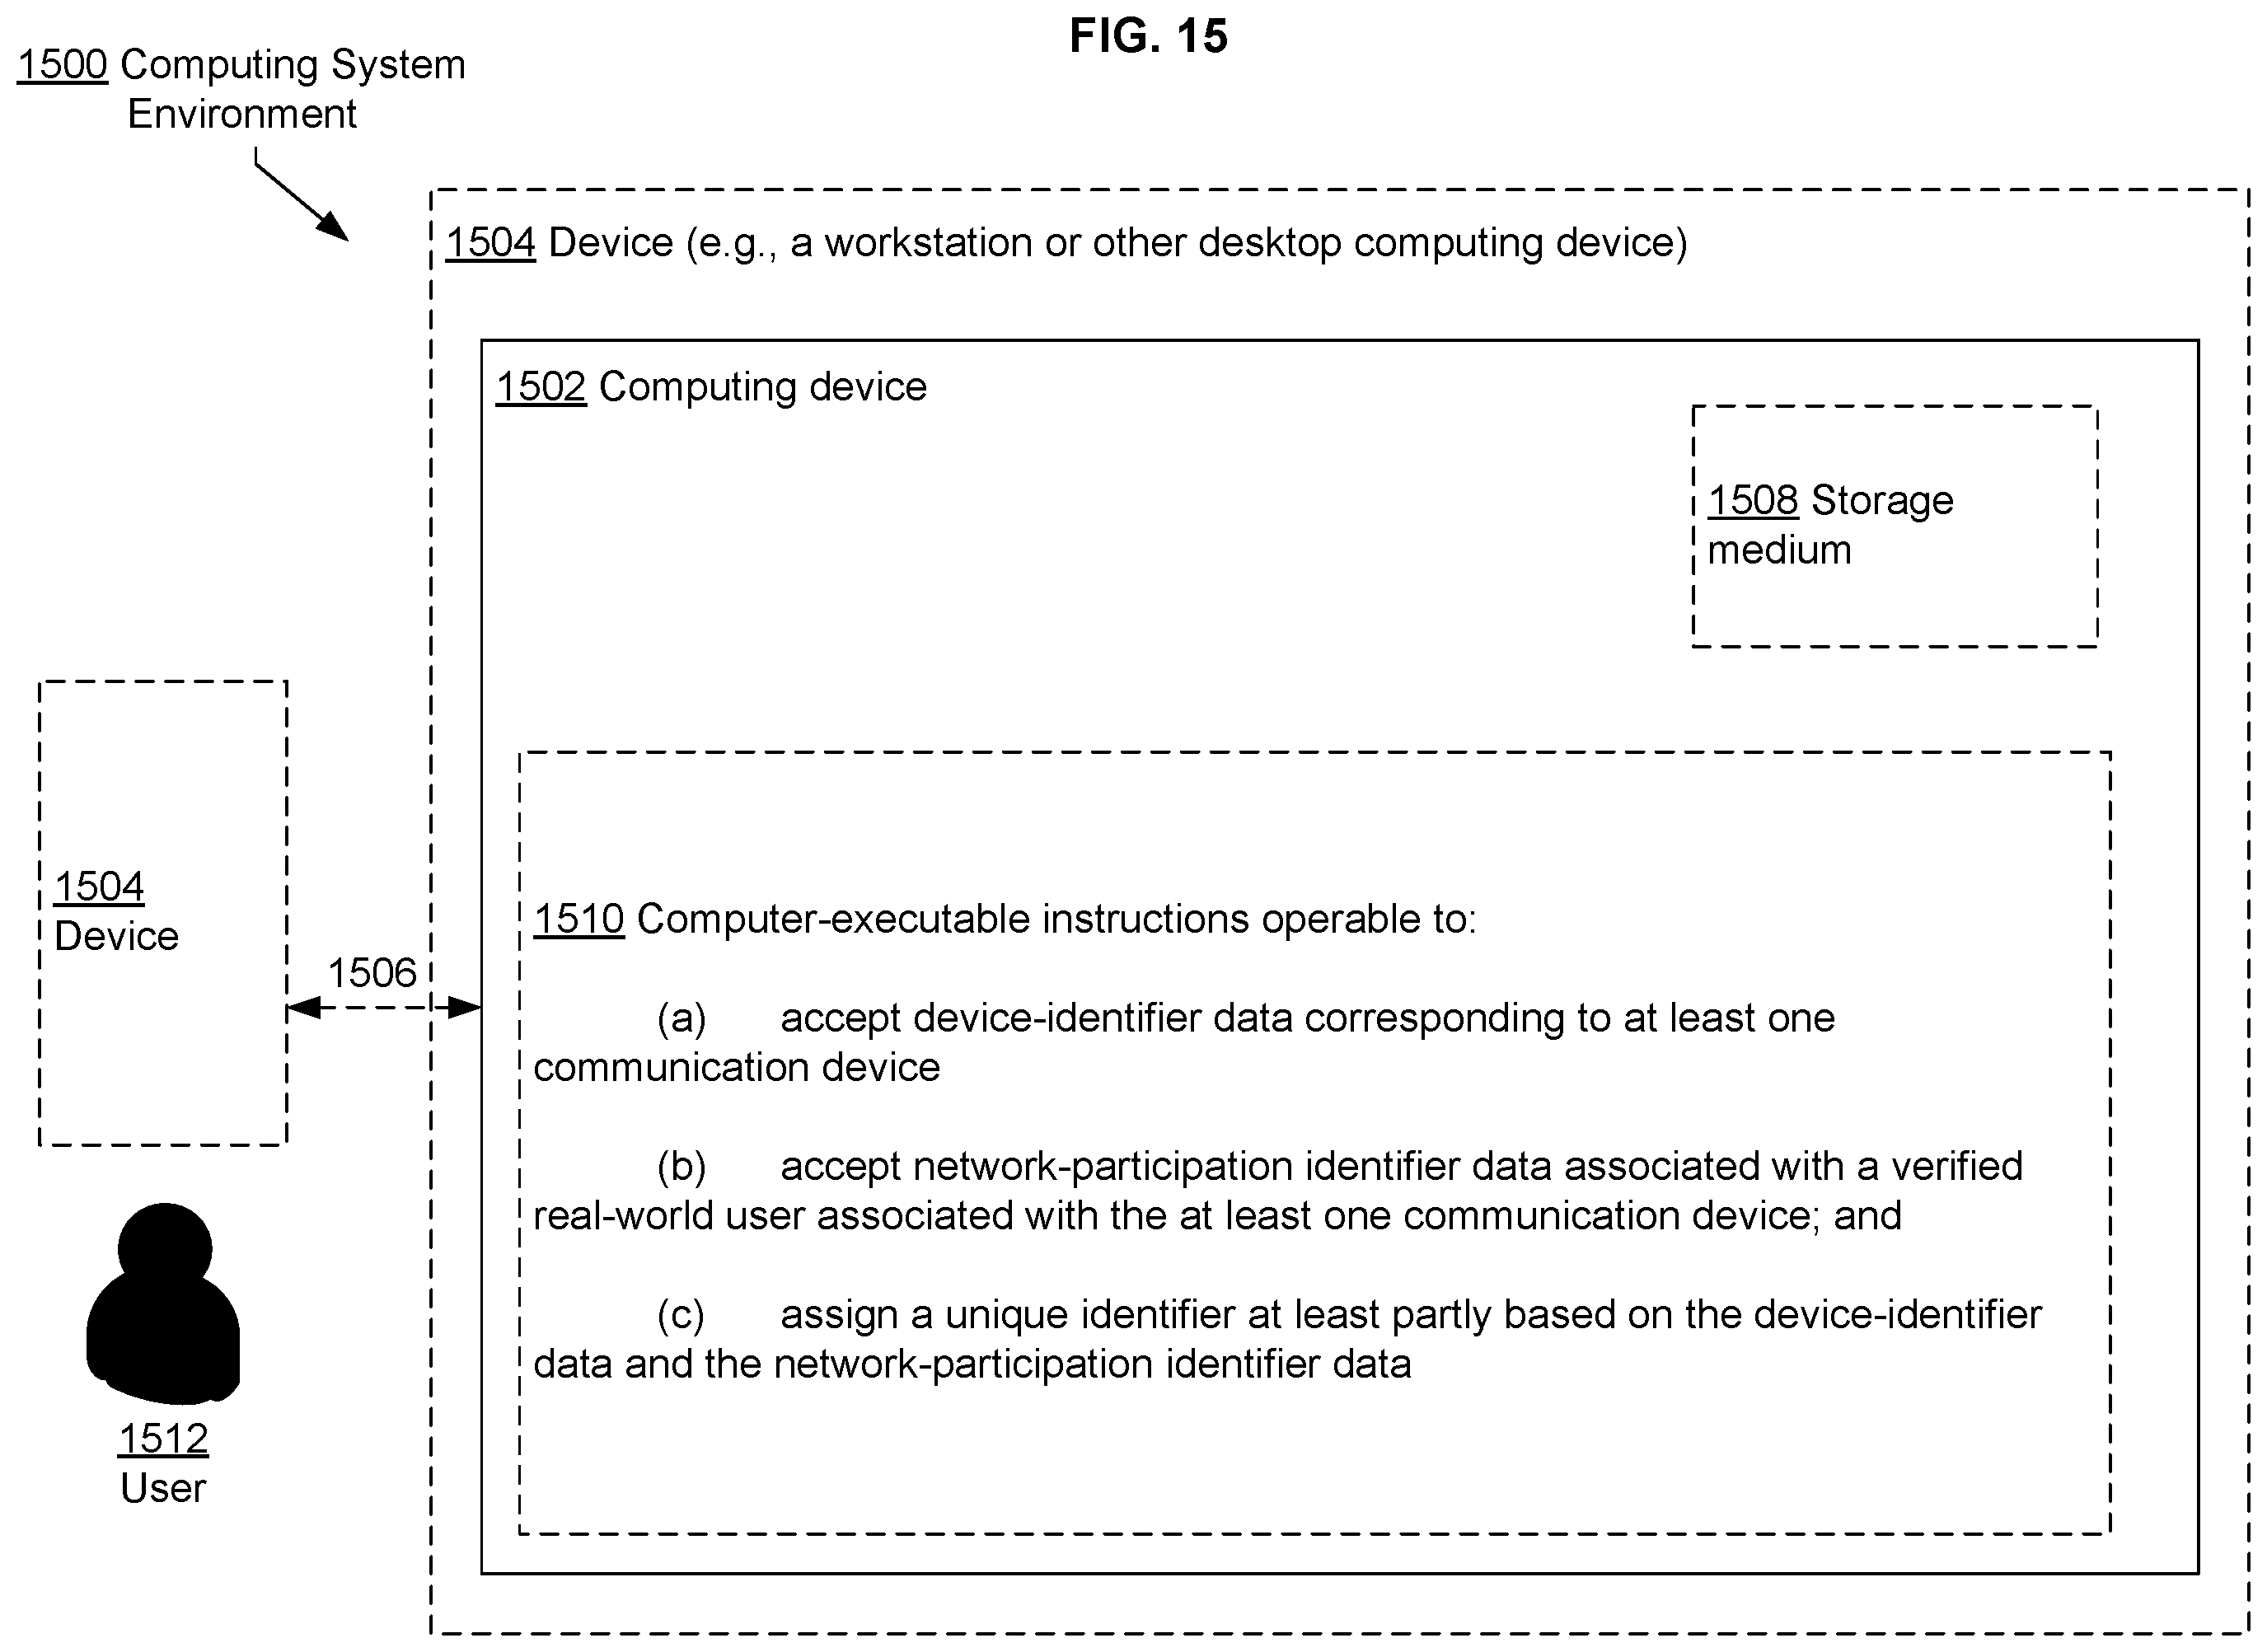 FIG. 15
1500 Computing System
Environment
1504 Device (e.g., a workstation or other desktop computing device)
1502 Computing device
1508 Storage
medium
1504
Device
1506
1510 Computer-executable instructions operable to:
(a) accept device-identifier data corresponding to at least one
communication device
(b) accept network-participation identifier data associated with a verified
real-world user associated with the at least one communication device; and
(c) assign a unique identifier at least partly based on the device-identifier
data and the network-participation identifier data
1512
User